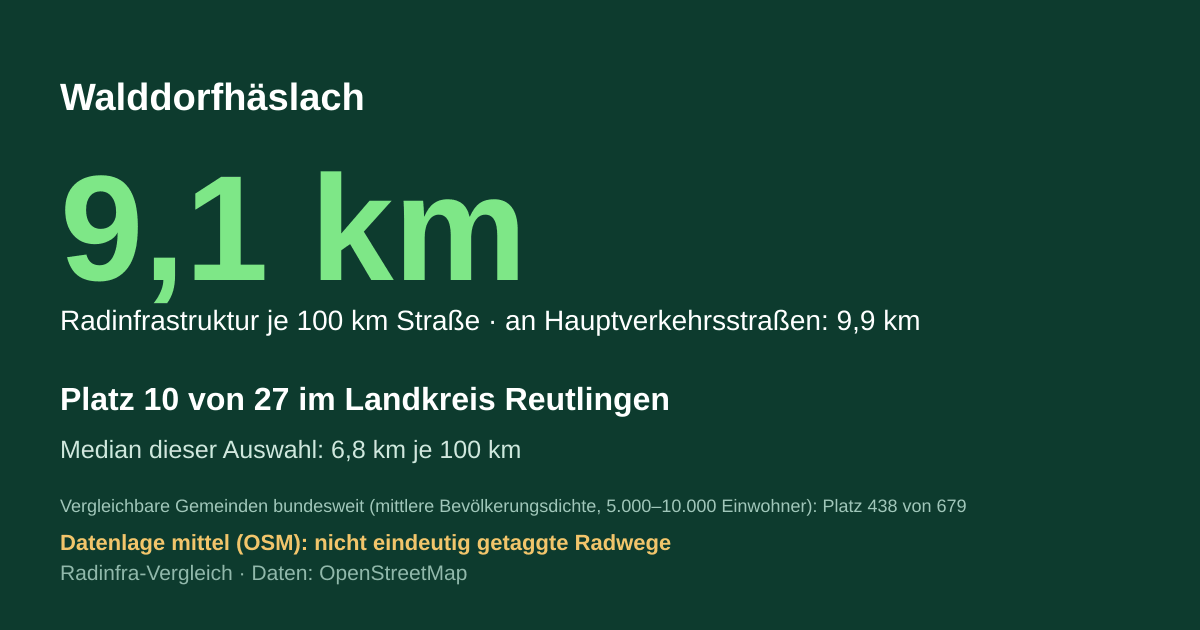 Walddorfhäslach
9,1 km
Radinfrastruktur je 100 km Straße · an Hauptverkehrsstraßen: 9,9 km
Platz 10 von 27 im Landkreis Reutlingen
Median dieser Auswahl: 6,8 km je 100 km
Vergleichbare Gemeinden bundesweit (mittlere Bevölkerungsdichte, 5.000–10.000 Einwohner): Platz 438 von 679
Datenlage mittel (OSM): nicht eindeutig getaggte Radwege
Radinfra-Vergleich · Daten: OpenStreetMap